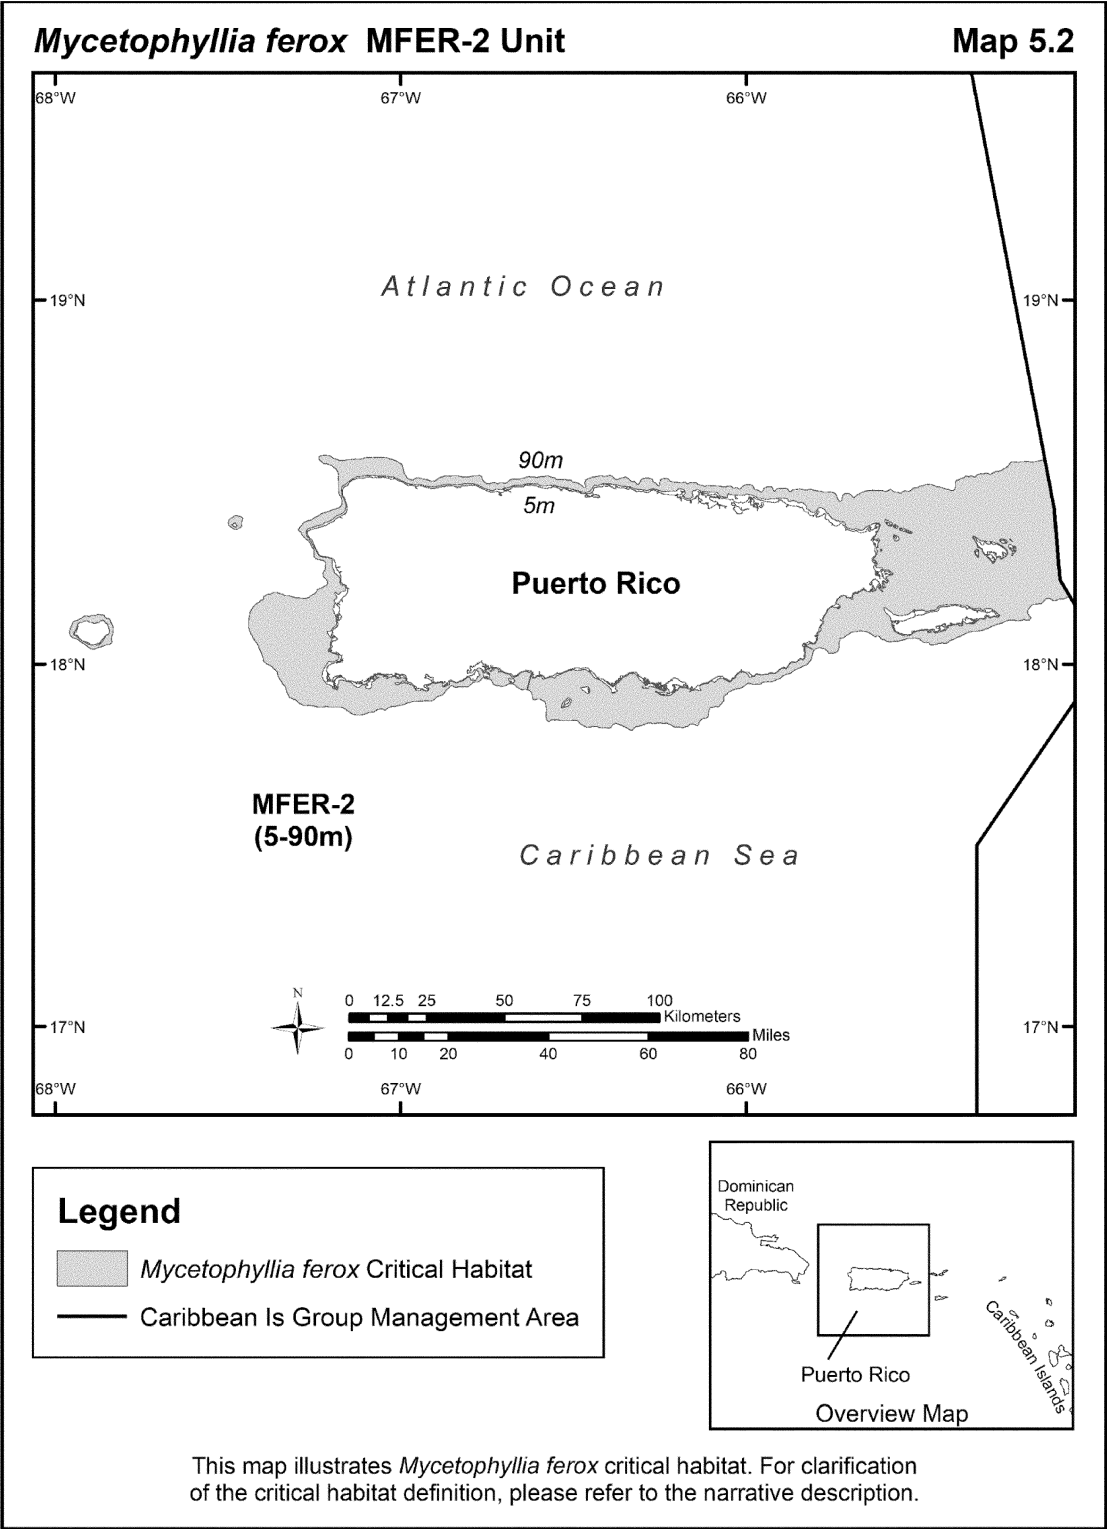 Mycetophyllia ferox MFER-2 Unit
Map 5.2
68°W
67°W
66°W
Atlantic Ocean
19°N
19°N
90m
5m
Puerto Rico
18°N
18°N
MFER-2
(5-90m)
Caribbean Sea
N
0 12.5 25 50 75 100
Kilometers
Miles
0 10 20 40 60 80
17°N
17°N
68°W
67°W
66°W
Legend
Mycetophyllia ferox Critical Habitat
Caribbean Is Group Management Area
Dominican
Republic
Caribbean Islands
Puerto Rico
Overview Map
This map illustrates Mycetophyllia ferox critical habitat. For clarification
of the critical habitat definition, please refer to the narrative description.